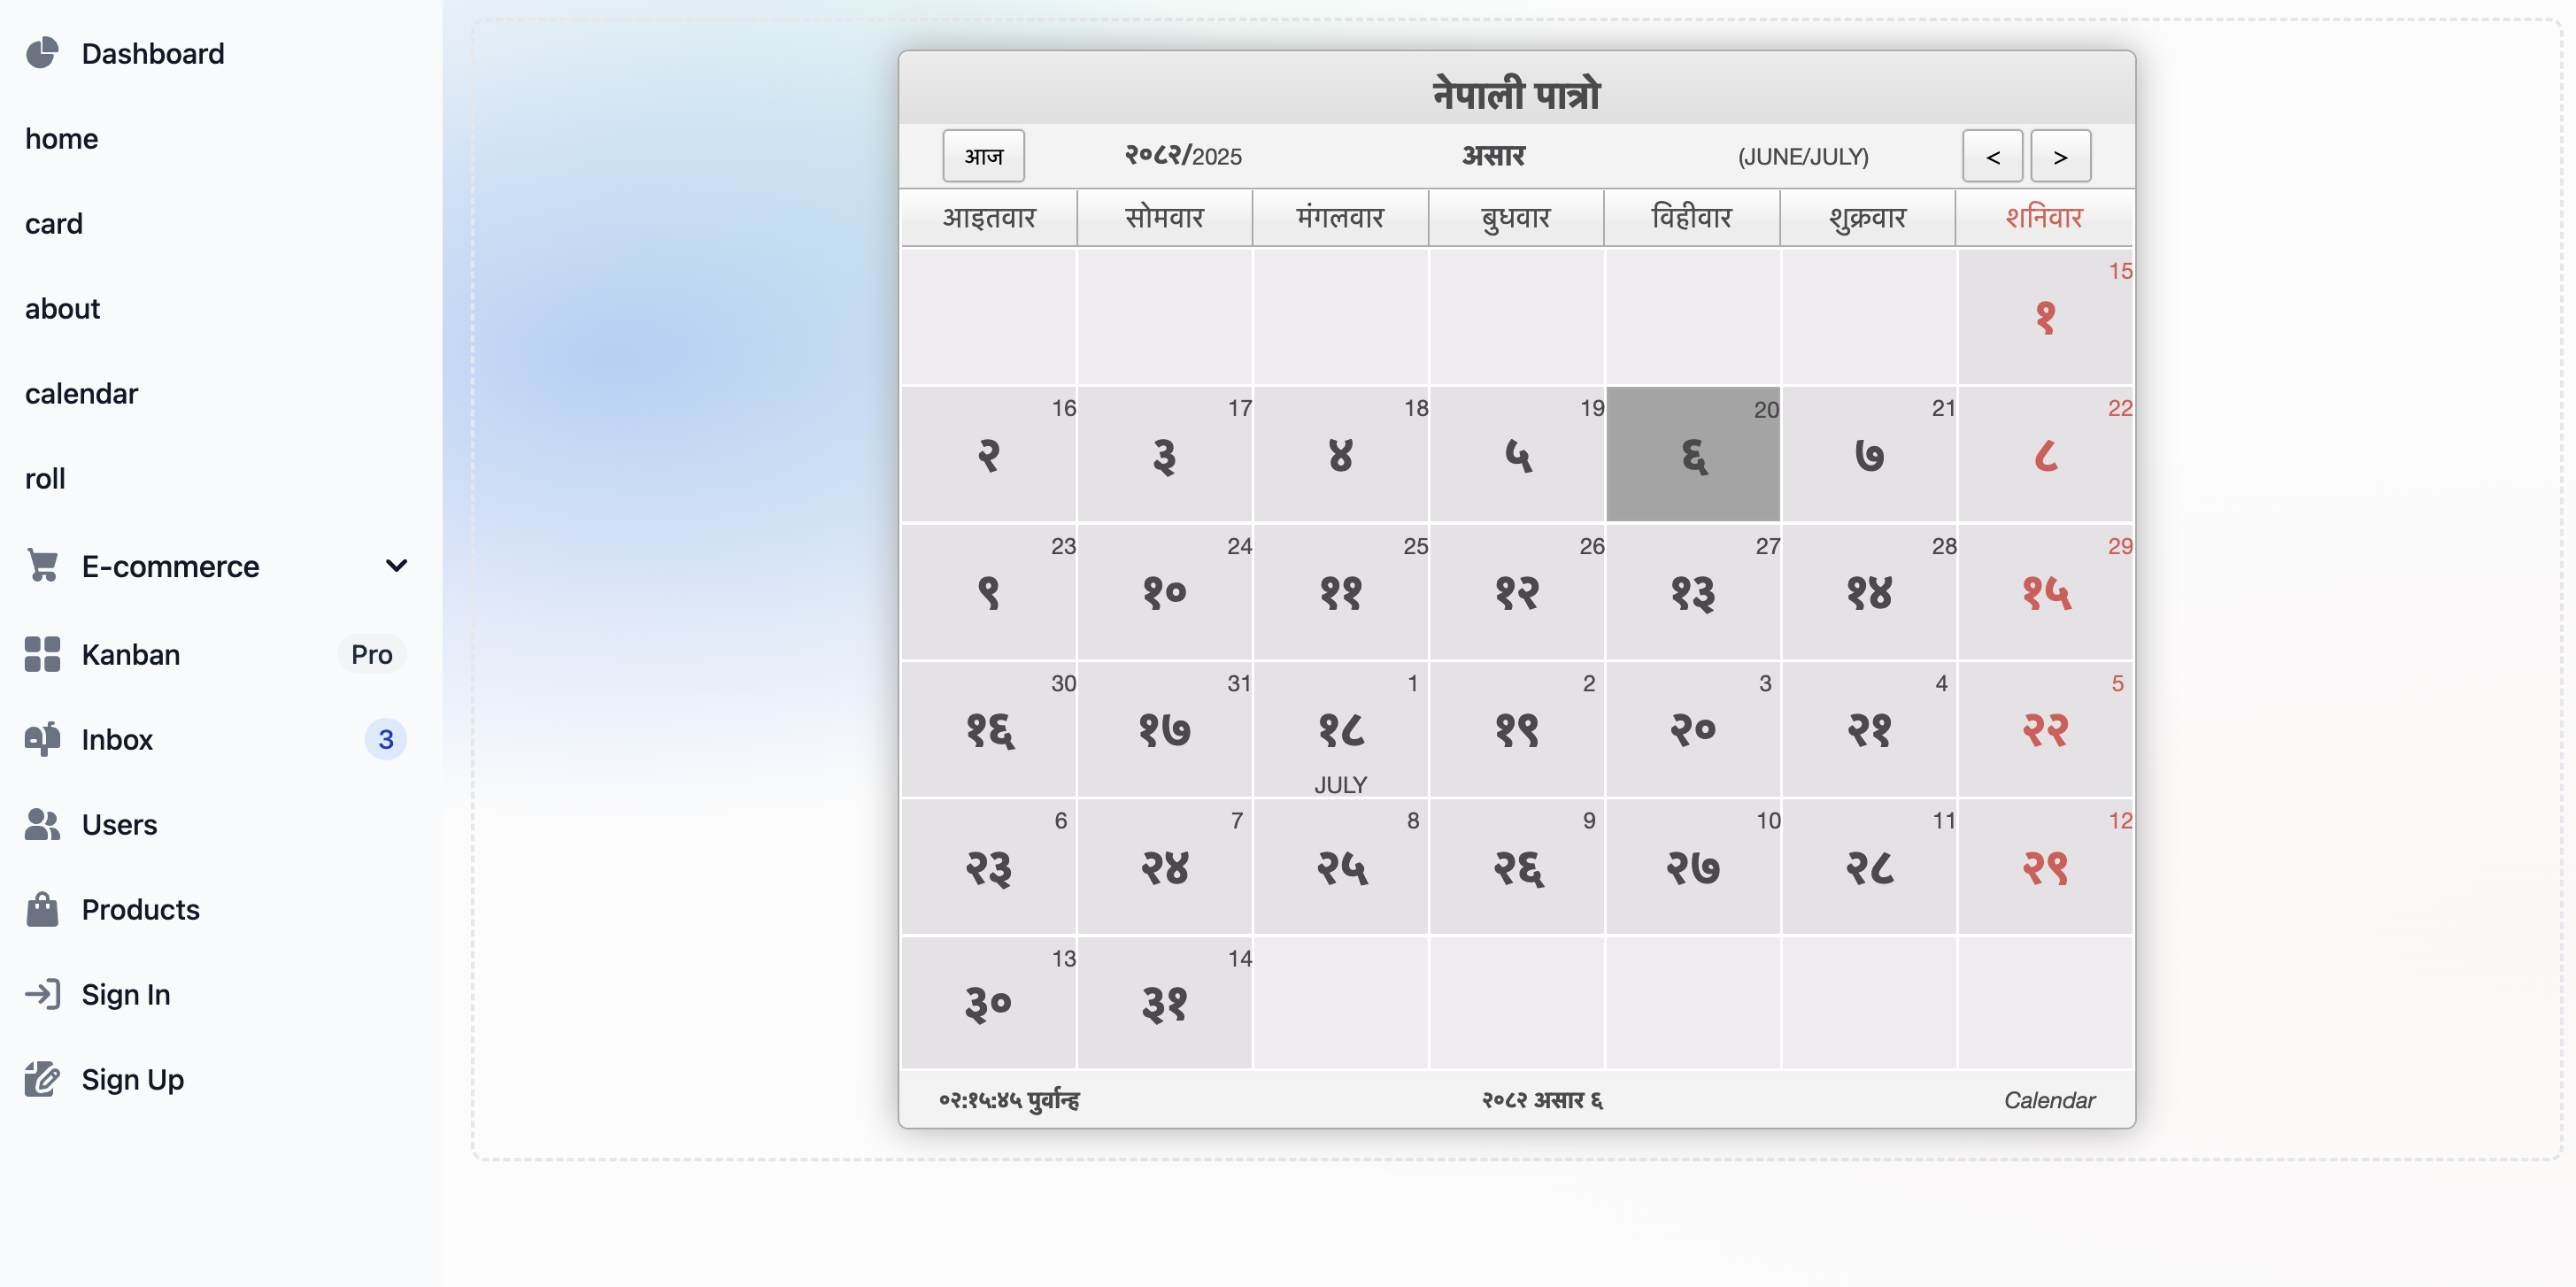 Dashboard
home
card
about
calendar
roll
E-commerce
Kanban Pro
Inbox 3
Users
Products
Sign In
Sign Up
नेपाली पात्रो
आज २०८२/2025 असार (JUNE/JULY) < >
आइतवार सोमवार मंगलवार बुधवार विहीवार शुक्रवार शनिवार
15
१
16 17 18 19 20 21 22
२ ३ ४ ५ ६ ७ ८
23 24 25 26 27 28 29
९ १० ११ १२ १३ १४ १५
30 31 1 2 3 4 5
१६ १७ १८ १९ २० २१ २२
JULY
6 7 8 9 10 11 12
२३ २४ २५ २६ २७ २८ २९
13 14
३० ३१
०२:१५:४५ पुर्वान्ह २०८२ असार ६ Calendar